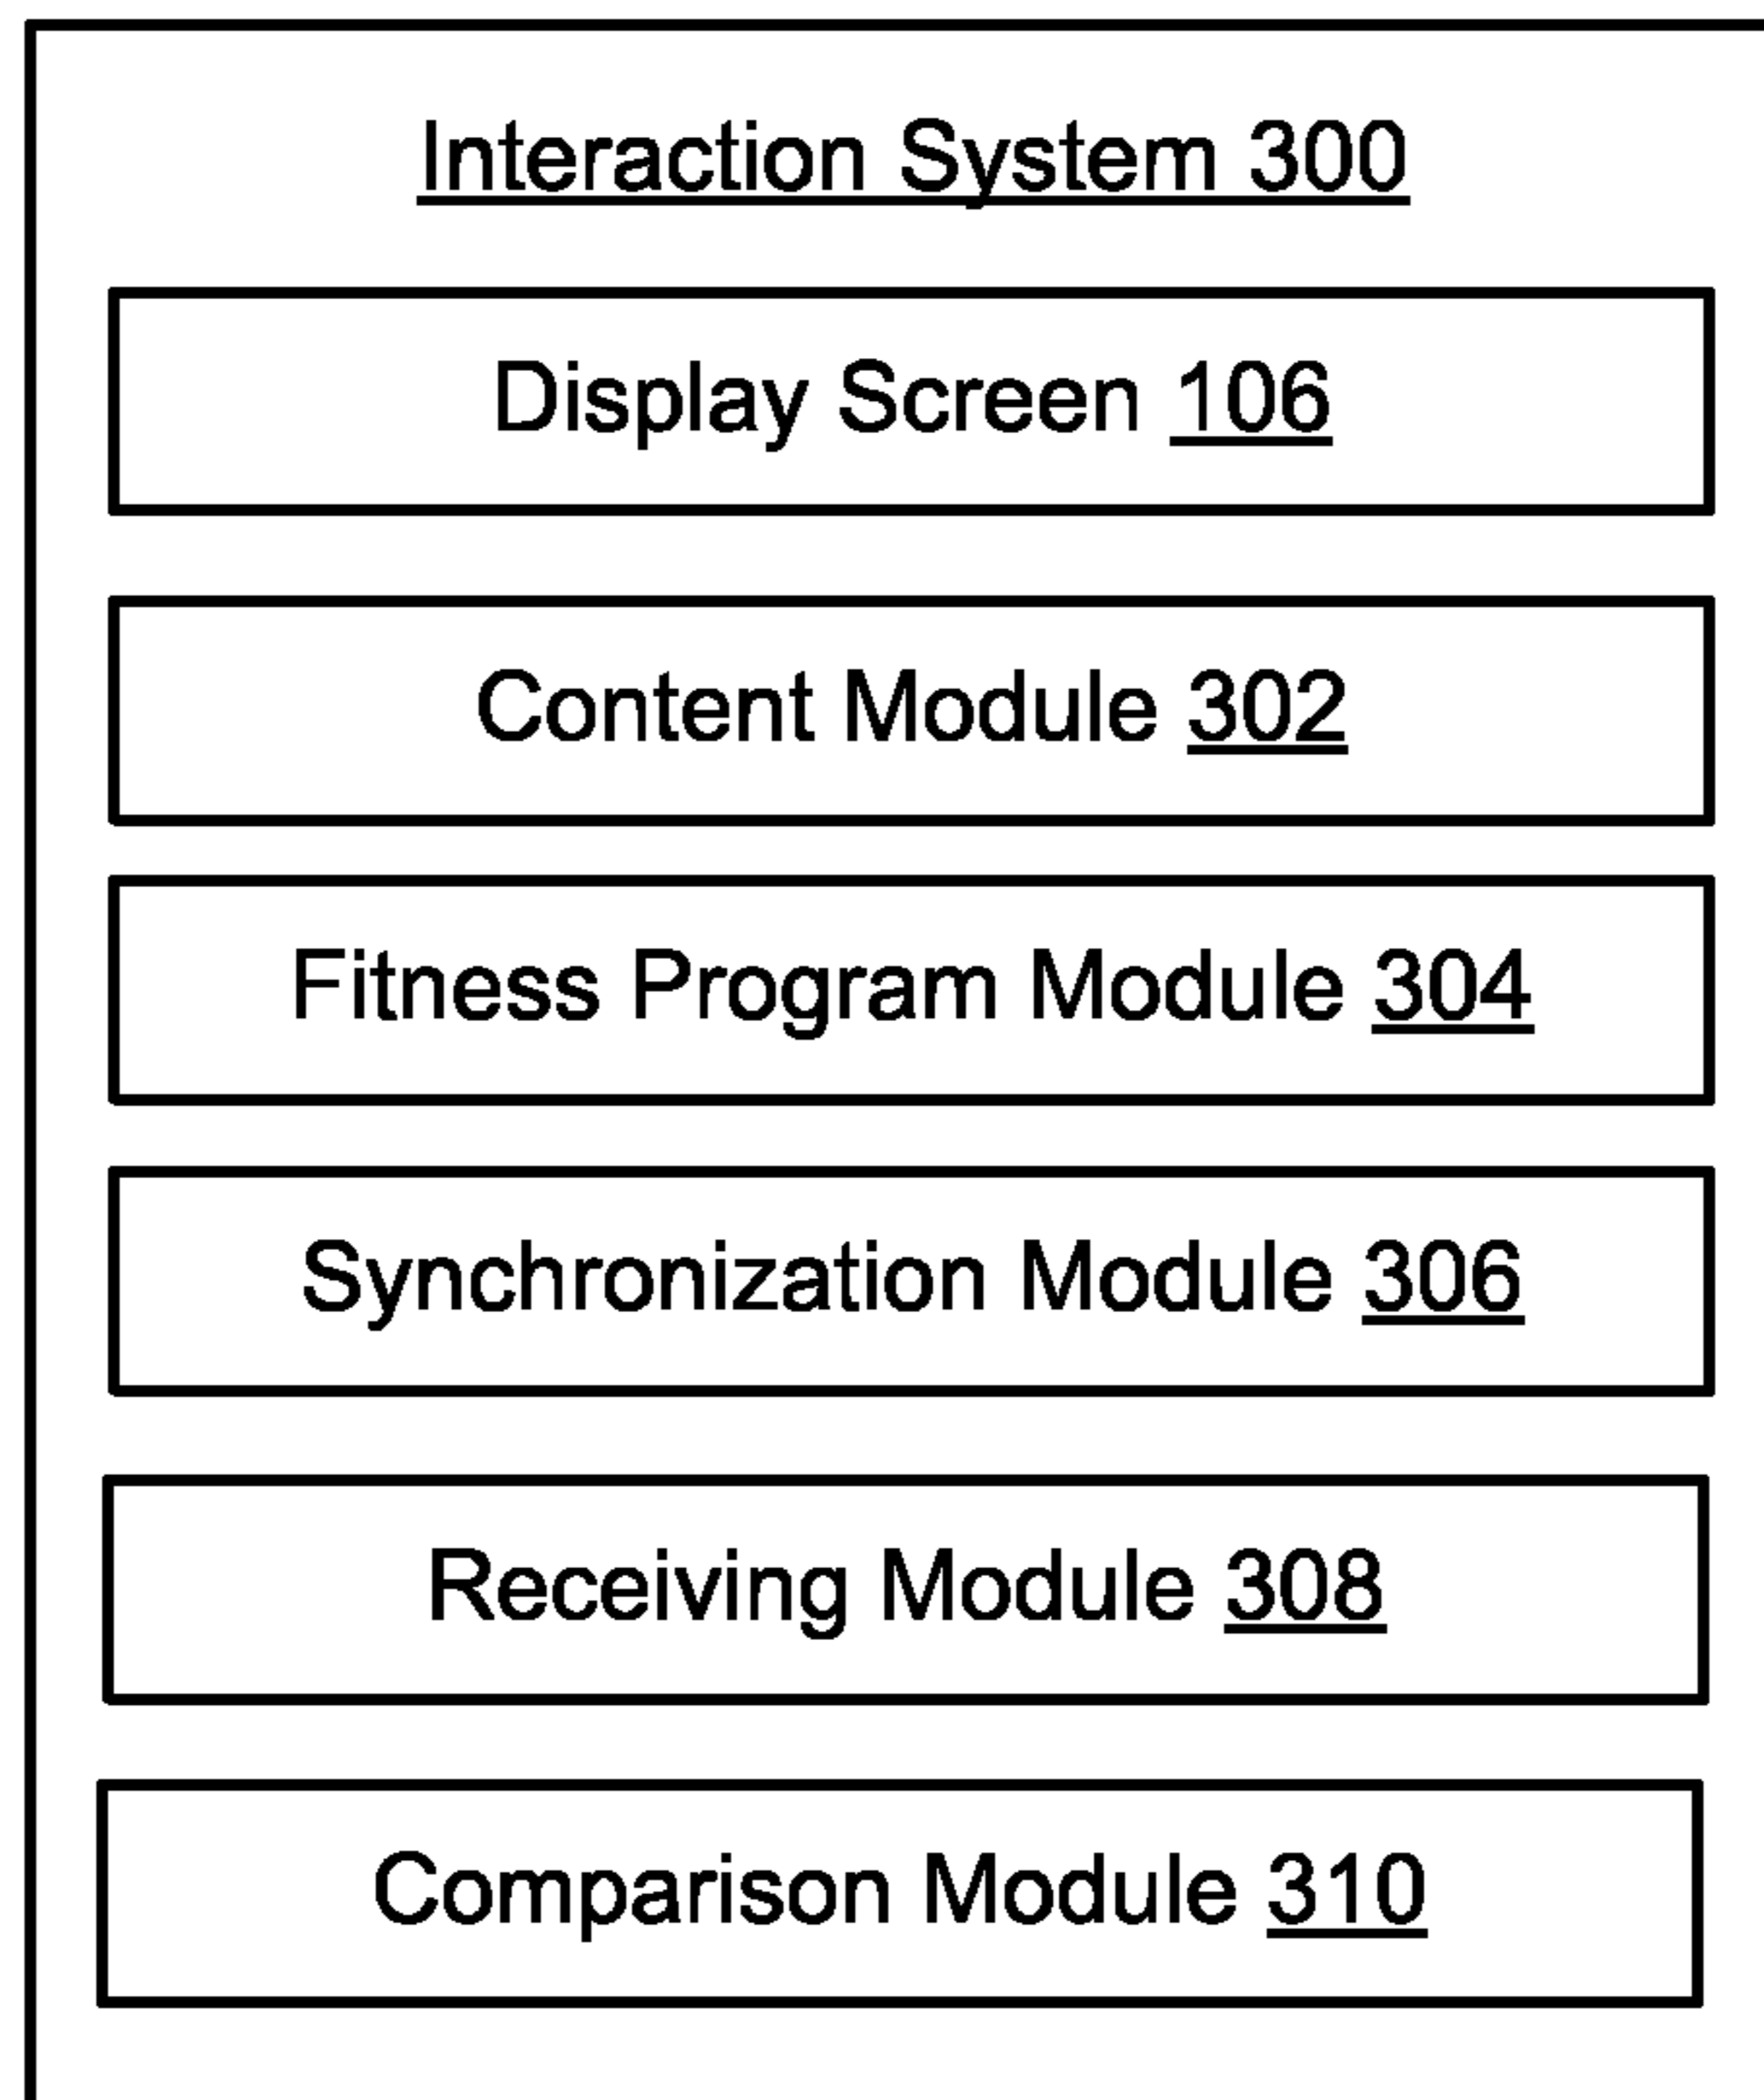 Interaction System 300
Display Screen 106
Content Module 302
Fitness Program Module 304
Synchronization Module 306
Receiving Module 308
Comparison Module 310